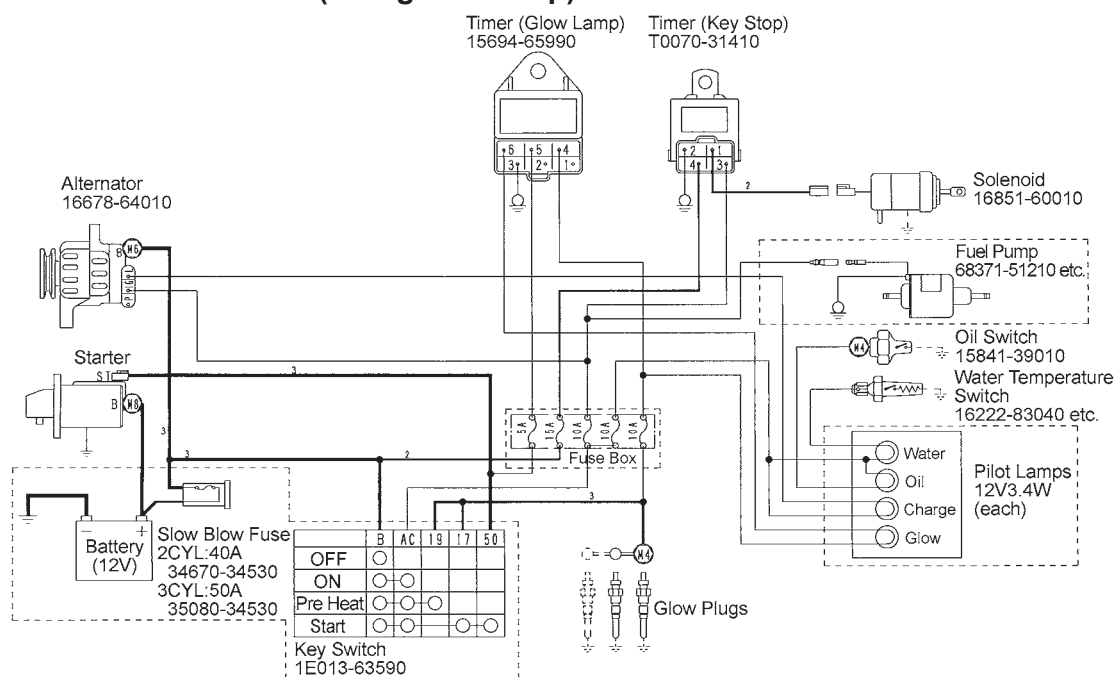 Timer (Glow Lamp)
15694-65990
Timer (Key Stop)
T0070-31410
6 5 4
3 2 1
2 1
4 3
Alternator
16678-64010
B M6
L
IG
P
2
Solenoid
16851-60010
Fuel Pump
68371-51210 etc.
Oil Switch
15841-39010
M4
Water Temperature
Switch
16222-83040 etc.
Starter
ST
3
B M8
3
3
2
5A 15A 10A 10A 10A
Fuse Box
3
Water
Oil
Charge
Glow
Pilot Lamps
12V3.4W
(each)
Battery
(12V)
- +
Slow Blow Fuse
2CYL:40A
34670-34530
3CYL:50A
35080-34530
B AC 19 17 50
OFF
ON
Pre Heat
Start
Key Switch
1E013-63590
M4
Glow Plugs